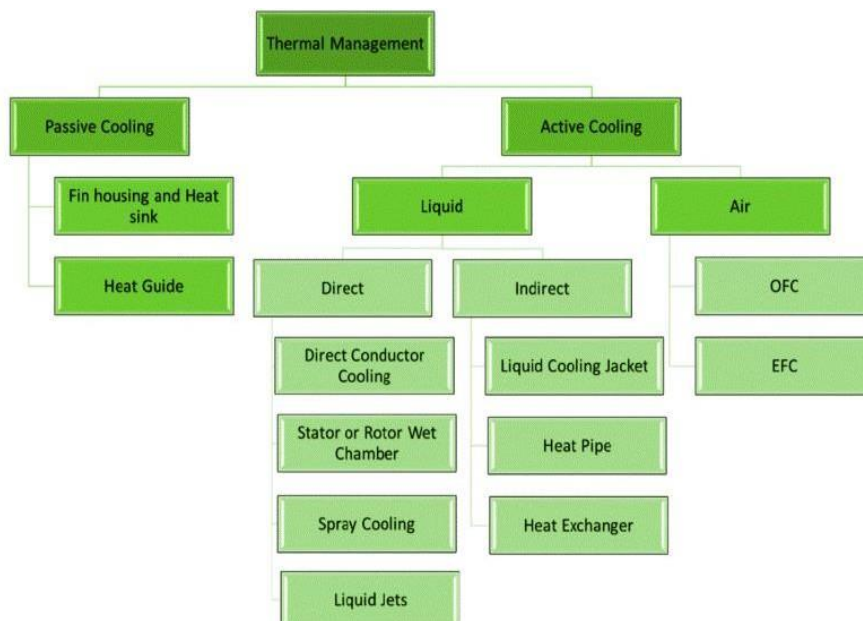 Thermal Management
Passive Cooling
Active Cooling
Fin housing and Heat
sink
Liquid
Air
Heat Guide
Direct
Indirect
OFC
Direct Conductor
Cooling
Liquid Cooling Jacket
EFC
Stator or Rotor Wet
Chamber
Heat Pipe
Spray Cooling
Heat Exchanger
Liquid Jets